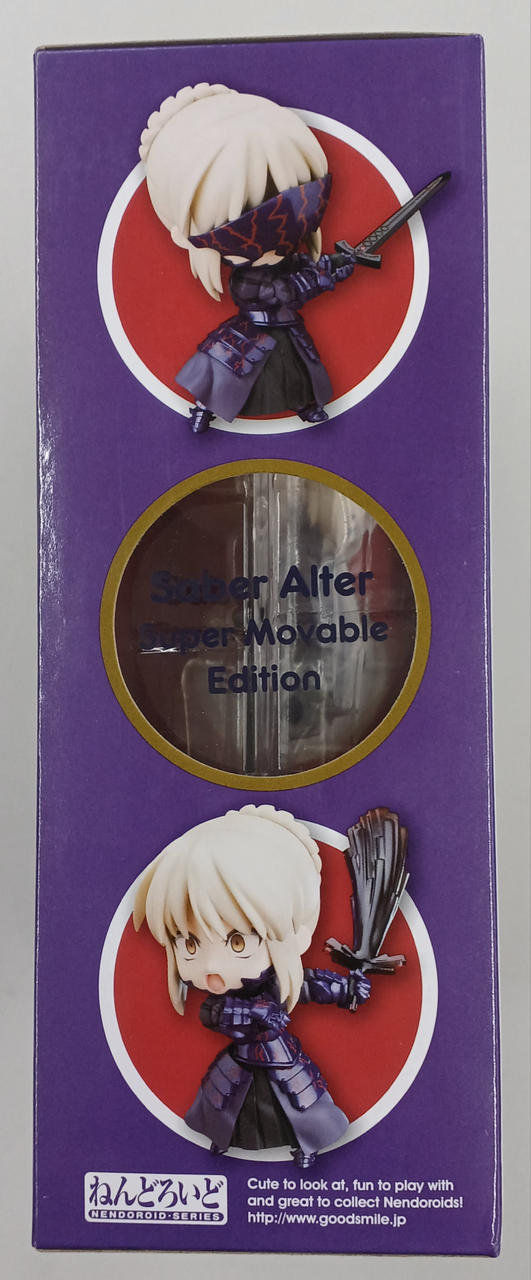 Saber Alter
Super Movable
Edition
ねんどろいど
NENDOROID·SERIES
Cute to look at, fun to play with
and great to collect Nendoroids!
http://www.goodsmile.jp